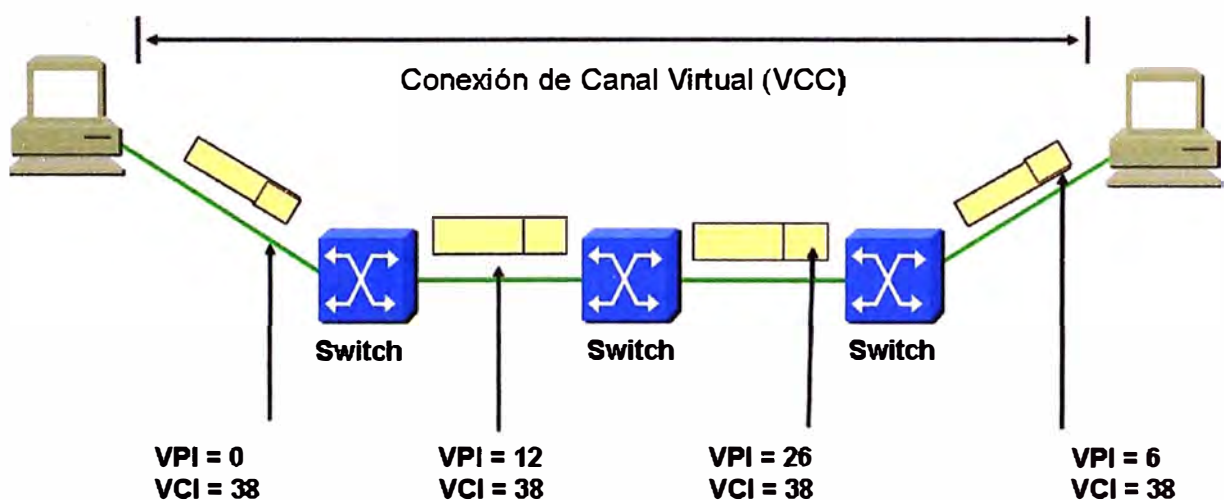 Conexión de Canal Virtual (VCC)
Switch
Switch
Switch
VPI = 0
VCI = 38
VPI = 12
VCI = 38
VPI = 26
VCI = 38
VPI = 6
VCI = 38